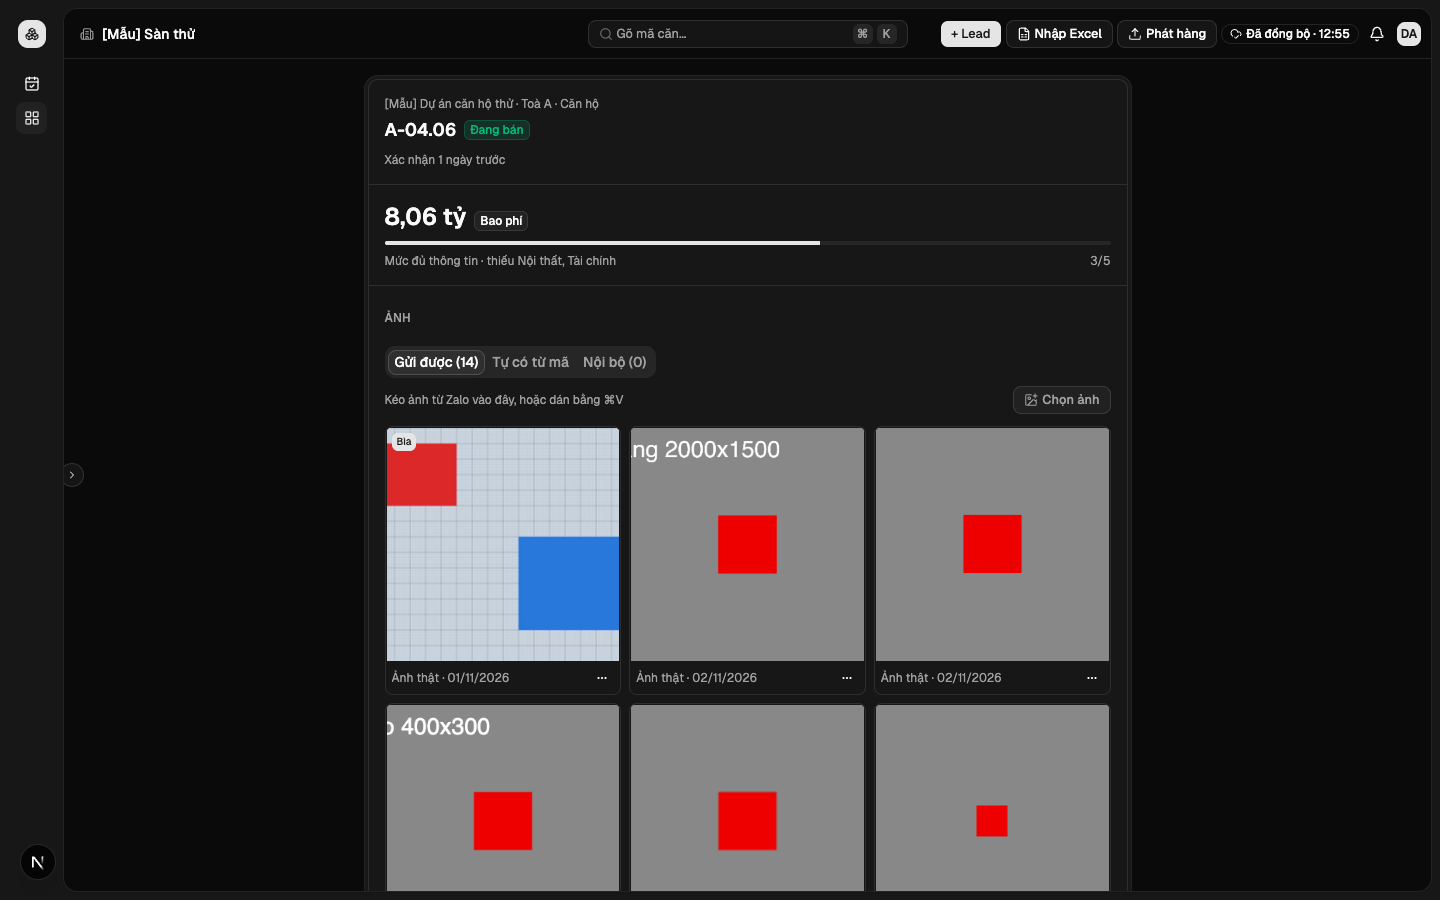 [Mẫu] Sàn thử
Gõ mã căn...
⌘ K
+ Lead
Nhập Excel
Phát hàng
Đã đồng bộ · 12:55
DA
[Mẫu] Dự án căn hộ thử · Toà A · Căn hộ
A-04.06 Đang bán
Xác nhận 1 ngày trước
8,06 tỷ Bao phí
Mức đủ thông tin · thiếu Nội thất, Tài chính 3/5
ẢNH
Gửi được (14) Tự có từ mã Nội bộ (0)
Kéo ảnh từ Zalo vào đây, hoặc dán bằng ⌘V
Chọn ảnh
Bìa
ng 2000x1500
Ảnh thật · 01/11/2026
Ảnh thật · 02/11/2026
Ảnh thật · 02/11/2026
400x300
N